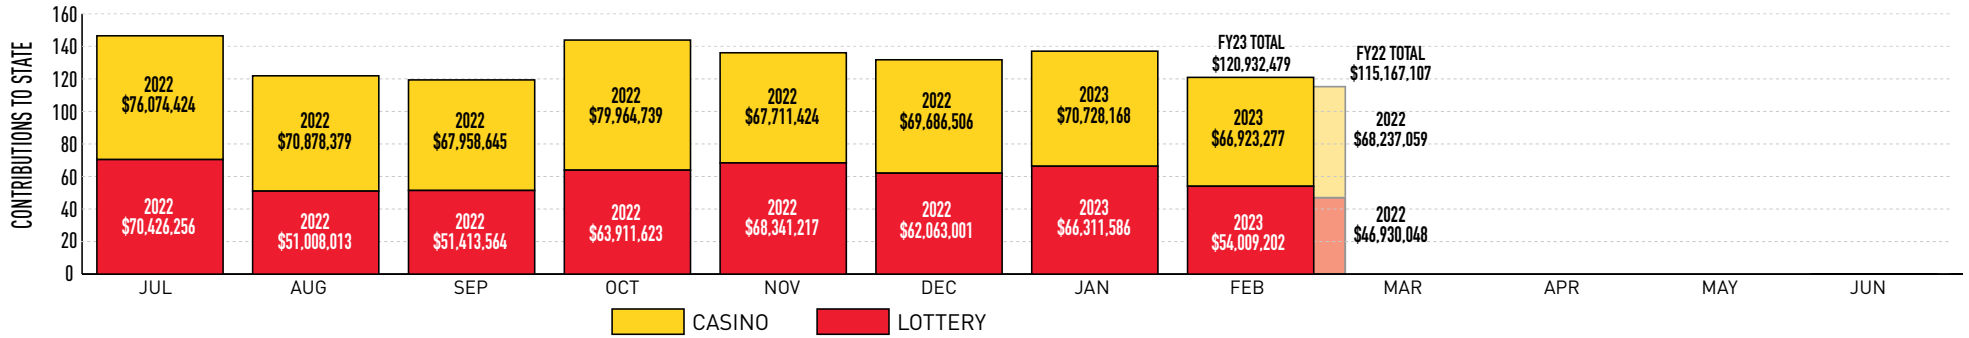 CONTRIBUTIONS TO STATE
160
140
120
100
80
60
40
20
0
2022
$76,074,424
2022
$70,426,256
2022
$70,878,379
2022
$51,008,013
2022
$67,958,645
2022
$51,413,564
2022
$79,964,739
2022
$63,911,623
2022
$67,711,424
2022
$68,341,217
2022
$69,686,506
2022
$62,063,001
2023
$70,728,168
2023
$66,311,586
FY23 TOTAL
$120,932,479
2023
$66,923,277
2023
$54,009,202
FY22 TOTAL
$115,167,107
2022
$68,237,059
2022
$46,930,048
JUL
AUG
SEP
OCT
NOV
DEC
JAN
FEB
MAR
APR
MAY
JUN
CASINO
LOTTERY